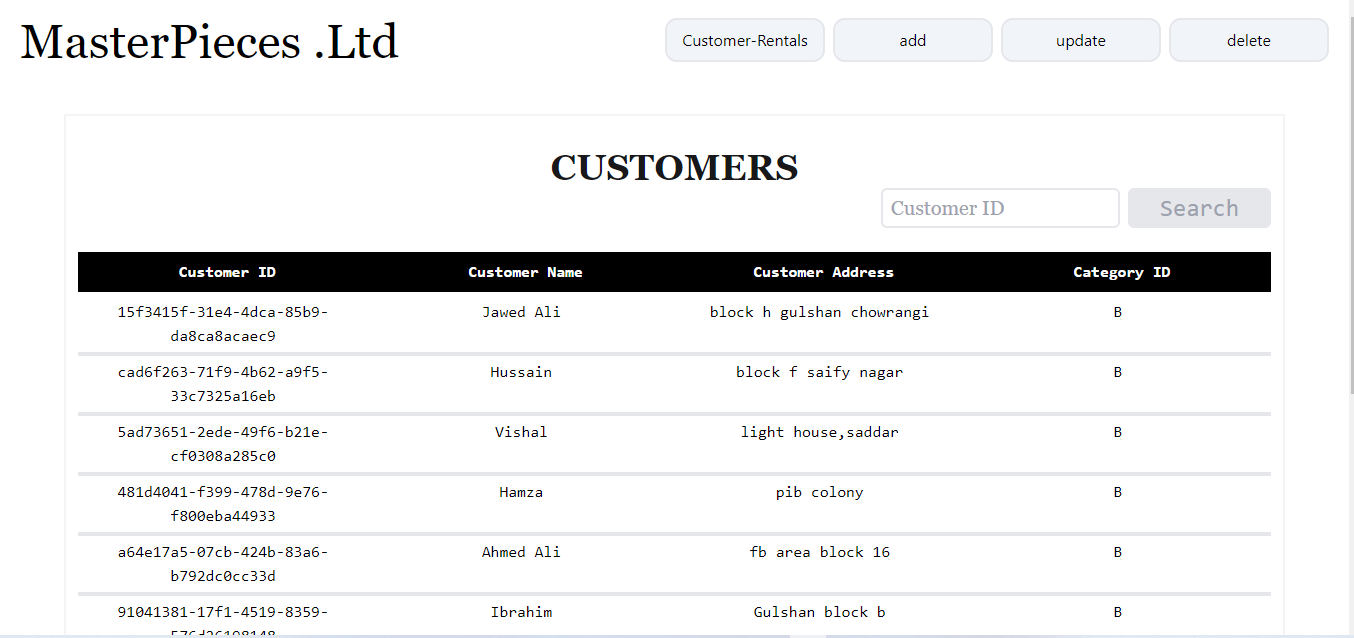 MasterPieces .Ltd
Customer-Rentals add update delete
CUSTOMERS
Customer ID Search
Customer ID Customer Name Customer Address Category ID
15f3415f-31e4-4dca-85b9- Jawed Ali block h gulshan chowrangi B
da8ca8acaec9
cad6f263-71f9-4b62-a9f5- Hussain block f saify nagar B
33c7325a16eb
5ad73651-2ede-49f6-b21e- Vishal light house,saddar B
cf0308a285c0
481d4041-f399-478d-9e76- Hamza pib colony B
f800eba44933
a64e17a5-07cb-424b-83a6- Ahmed Ali fb area block 16 B
b792dc0cc33d
91041381-17f1-4519-8359- Ibrahim Gulshan block b B